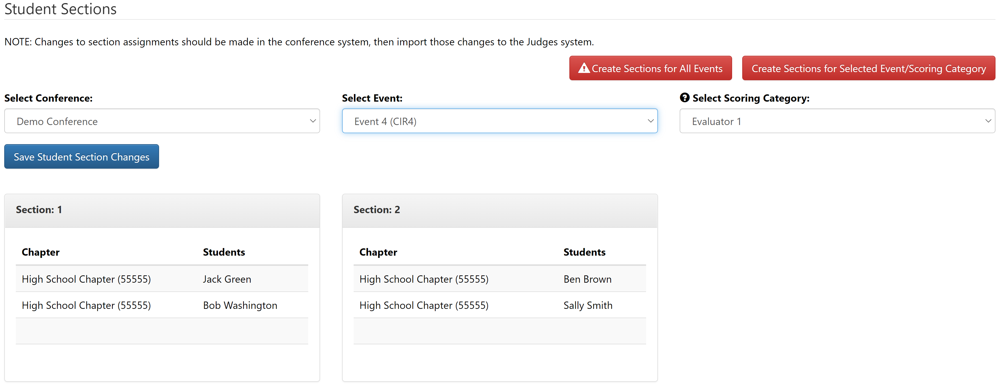 Student Sections
NOTE: Changes to section assignments should be made in the conference system, then import those changes to the Judges system.
Create Sections for All Events
Create Sections for Selected Event/Scoring Category
Select Conference:
Demo Conference
Select Event:
Event 4 (CIR4)
Select Scoring Category:
Evaluator 1
Save Student Section Changes
Section: 1
Chapter Students
High School Chapter (55555) Jack Green
High School Chapter (55555) Bob Washington
Section: 2
Chapter Students
High School Chapter (55555) Ben Brown
High School Chapter (55555) Sally Smith